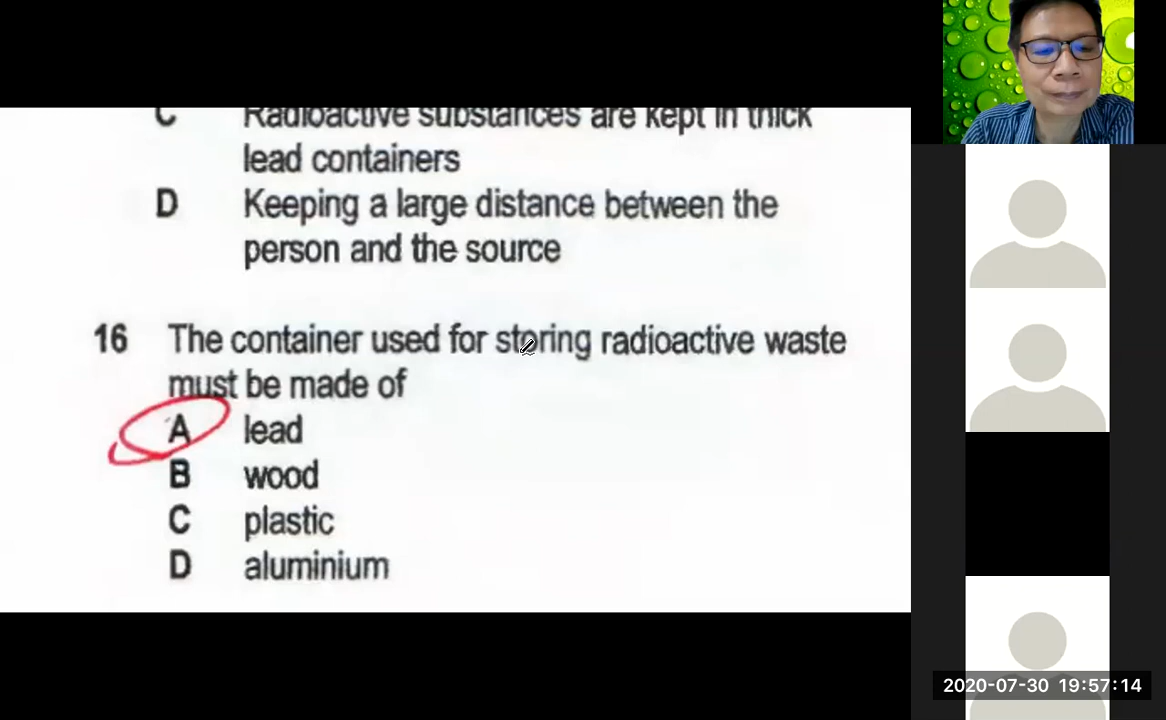 C Radioactive substances are kept in thick
lead containers
D Keeping a large distance between the
person and the source
16 The container used for storing radioactive waste
must be made of
A lead
B wood
C plastic
D aluminium
2020-07-30 19:57:14